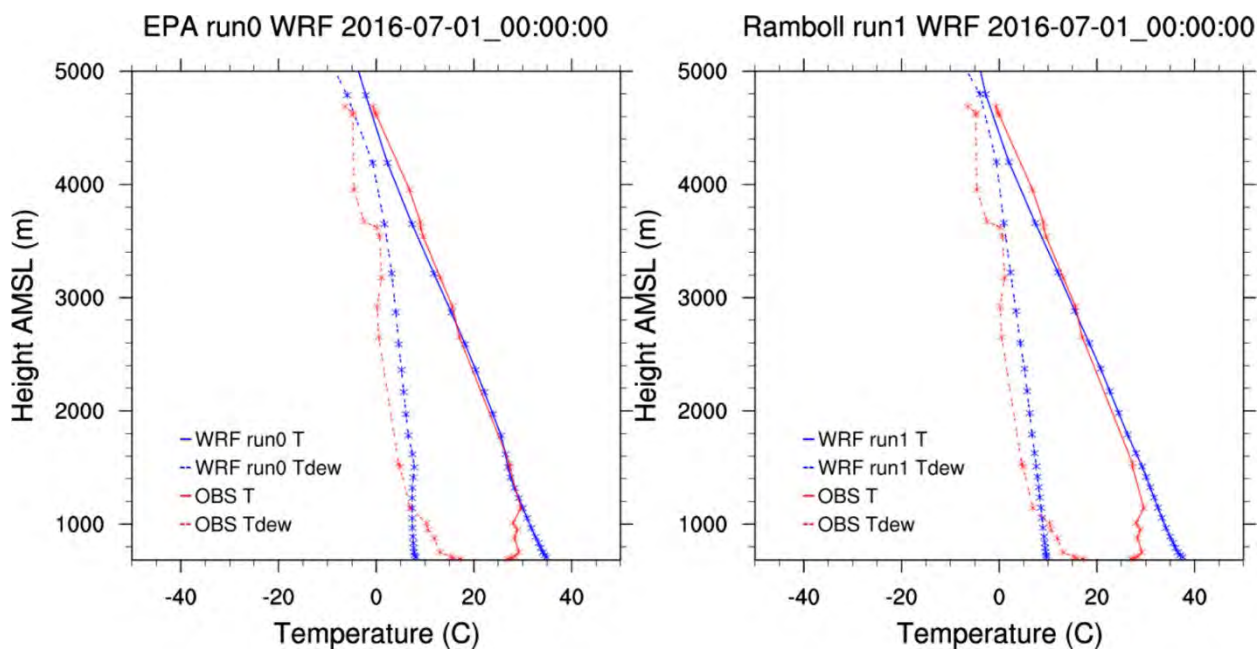 EPA run0 WRF 2016-07-01_00:00:00
5000
4000
3000
2000
1000
Height AMSL (m)
WRF run0 T
WRF run0 Tdew
OBS T
OBS Tdew
-40 -20 0 20 40
Temperature (C)
Ramboll run1 WRF 2016-07-01_00:00:00
5000
4000
3000
2000
1000
Height AMSL (m)
WRF run1 T
WRF run1 Tdew
OBS T
OBS Tdew
-40 -20 0 20 40
Temperature (C)